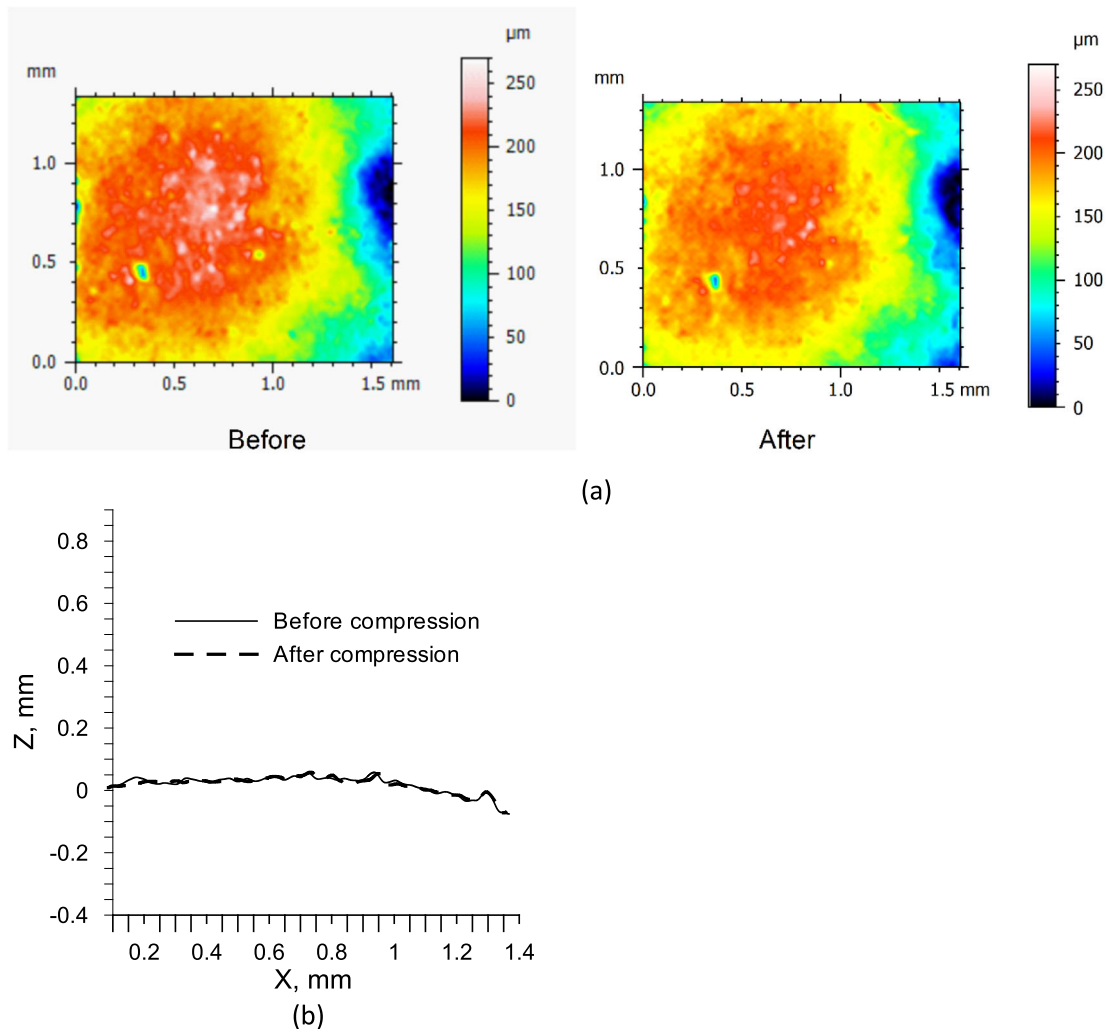 µm
mm
250
200
150
100
50
0
1.0
0.5
0.0
0.0 0.5 1.0 1.5 mm
Before
µm
mm
250
200
150
100
50
0
1.0
0.5
0.0
0.0 0.5 1.0 1.5 mm
After
(a)
0.8
0.6
0.4
0.2
0
-0.2
-0.4
Z, mm
Before compression
After compression
0.2 0.4 0.6 0.8 1 1.2 1.4
X, mm
(b)